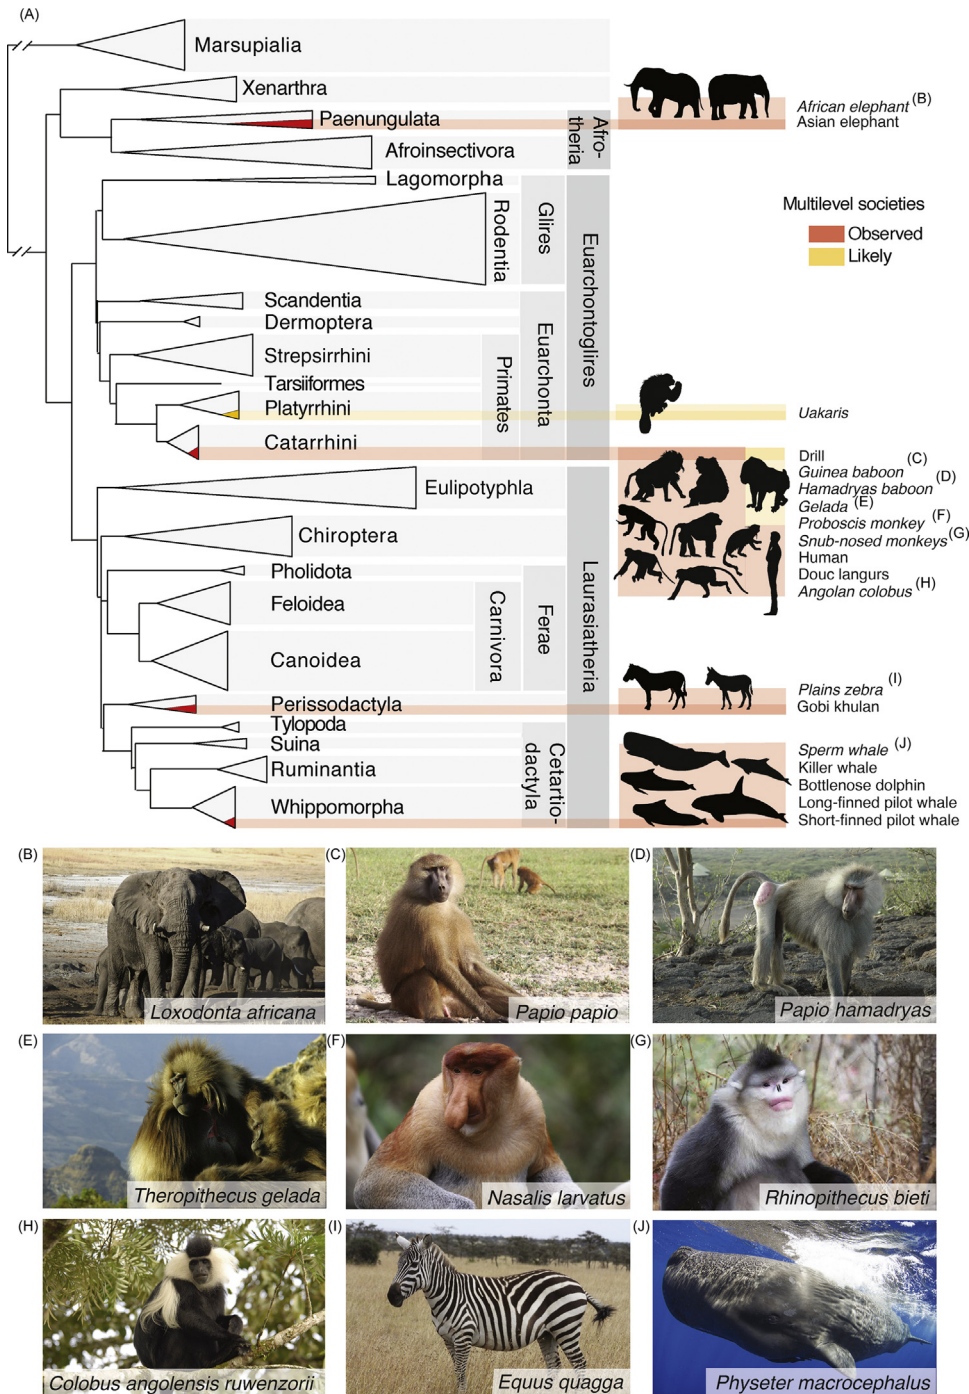 (A)
Marsupialia
Xenarthra
Paenungulata
Afroinsectivora
Afro-
theria
African elephant (B)
Asian elephant
Multilevel societies
Observed
Likely
Lagomorpha
Rodentia
Glires
Scandentia
Dermoptera
Strepsirrhini
Tarsiiformes
Platyrrhini
Catarrhini
Primates
Euarchonta
Euarchontoglires
Uakaris
Drill
Guinea baboon (C)
Hamadryas baboon (D)
Gelada (E)
Proboscis monkey (F)
Snub-nosed monkeys (G)
Human
Douc langurs
Angolan colobus (H)
Eulipotyphla
Chiroptera
Pholidota
Feloidea
Canoidea
Carnivora
Ferae
Laurasiatheria
Perissodactyla
Plains zebra (I)
Gobi khulan
Tylopoda
Suina
Ruminantia
Whippomorpha
Cetartio-
dactyla
Sperm whale (J)
Killer whale
Bottlenose dolphin
Long-finned pilot whale
Short-finned pilot whale
(B)
Loxodonta africana
(C)
Papio papio
(D)
Papio hamadryas
(E)
Theropithecus gelada
(F)
Nasalis larvatus
(G)
Rhinopithecus bieti
(H)
Colobus angolensis ruwenzorii
(I)
Equus quagga
(J)
Physeter macrocephalus